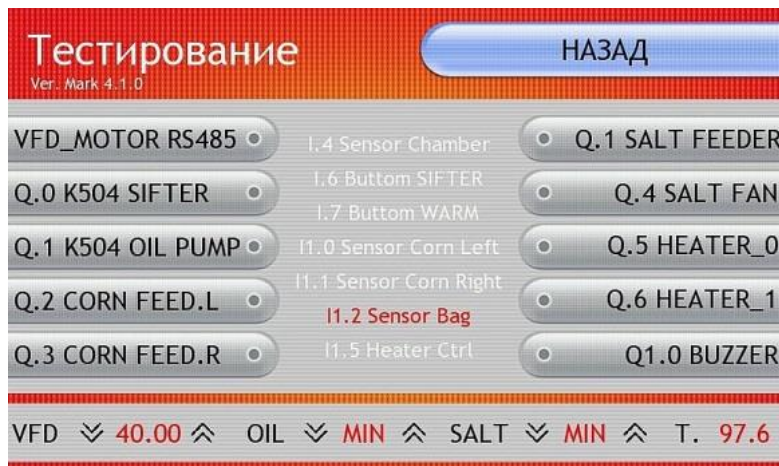 Тестирование
Ver. Mark 4.1.0
НАЗАД
VFD_MOTOR RS485
Q.0 K504 SIFTER
Q.1 K504 OIL PUMP
Q.2 CORN FEED.L
Q.3 CORN FEED.R
I.4 Sensor Chamber
I.6 Buttom SIFTER
I.7 Buttom WARM
I1.0 Sensor Corn Left
I1.1 Sensor Corn Right
I1.2 Sensor Bag
I1.5 Heater Ctrl
Q.1 SALT FEEDER
Q.4 SALT FAN
Q.5 HEATER_0
Q.6 HEATER_1
Q1.0 BUZZER
VFD 40.00 OIL MIN SALT MIN T. 97.6